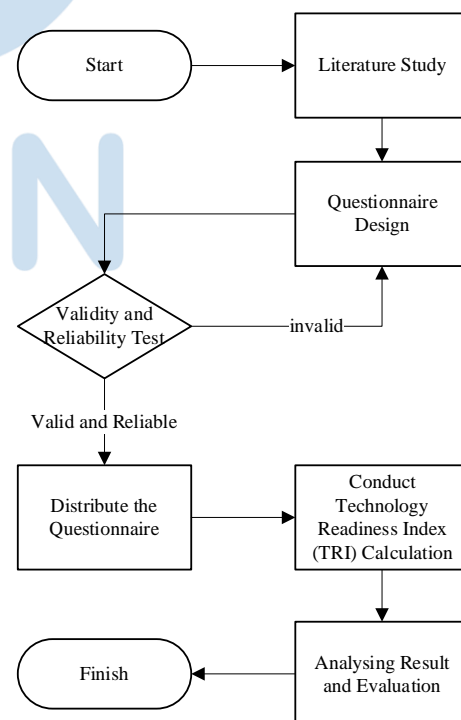 Start
Literature Study
Questionnaire
Design
Validity and
Reliability Test
invalid
Valid and Reliable
Distribute the
Questionnaire
Conduct
Technology
Readiness Index
(TRI) Calculation
Analysing Result
and Evaluation
Finish
N